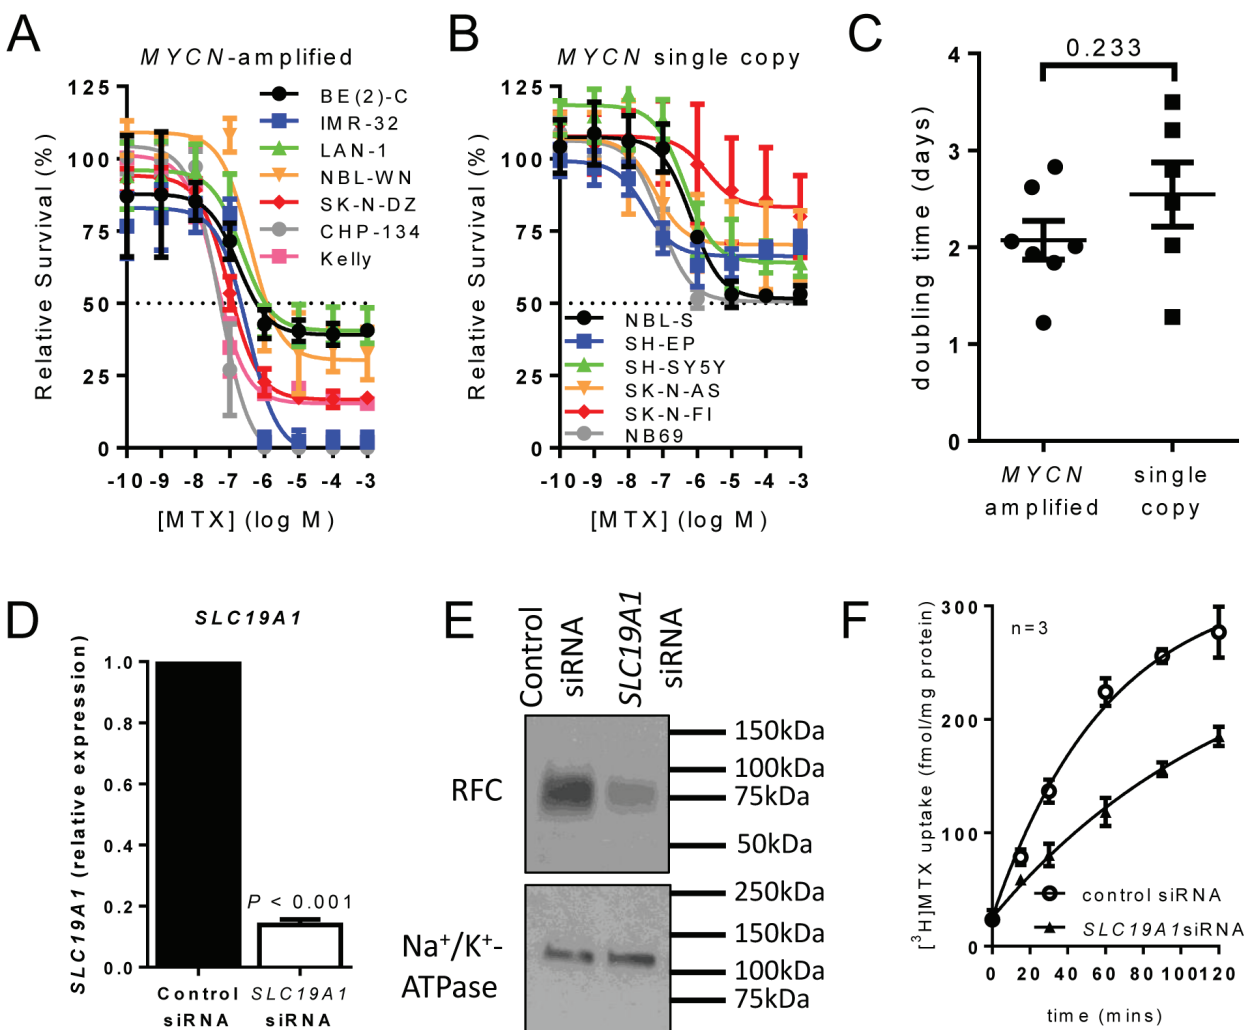 A
MYCN-amplified
Relative Survival (%)
125
100
75
50
25
0
-10 -9 -8 -7 -6 -5 -4 -3
[MTX] (log M)
BE(2)-C
IMR-32
LAN-1
NBL-WN
SK-N-DZ
CHP-134
Kelly
B
MYCN single copy
Relative Survival (%)
125
100
75
50
25
0
-10 -9 -8 -7 -6 -5 -4 -3
[MTX] (log M)
NBL-S
SH-EP
SH-SY5Y
SK-N-AS
SK-N-FI
NB69
C
0.233
doubling time (days)
4
3
2
1
0
MYCN
amplified
single
copy
D
SLC19A1
SLC19A1 (relative expression)
1.0
0.8
0.6
0.4
0.2
0.0
P < 0.001
Control
siRNA
SLC19A1
siRNA
E
Control
siRNA
SLC19A1
siRNA
RFC
150kDa
100kDa
75kDa
50kDa
Na+/K+-
ATPase
250kDa
150kDa
100kDa
75kDa
F
n=3
[3H]MTX uptake (fmol/mg protein)
300
200
100
0
control siRNA
SLC19A1siRNA
0 20 40 60 80 100 120
time (mins)